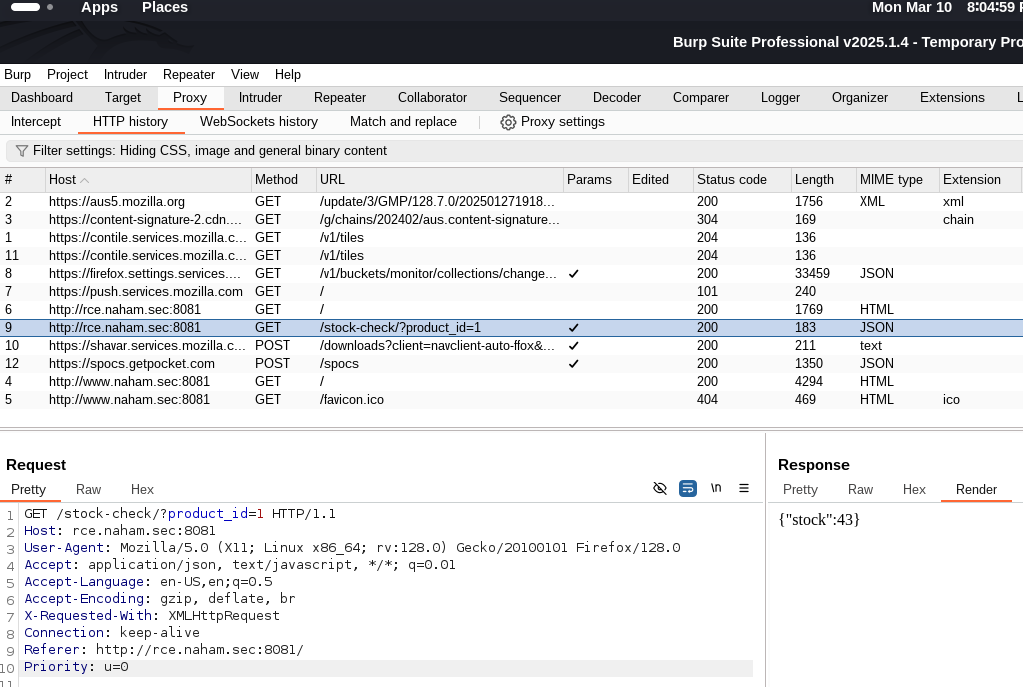 Apps Places Mon Mar 10 8:04:59
Burp Suite Professional v2025.1.4 - Temporary Pro
Burp Project Intruder Repeater View Help
Dashboard Target Proxy Intruder Repeater Collaborator Sequencer Decoder Comparer Logger Organizer Extensions L
Intercept HTTP history WebSockets history Match and replace Proxy settings
Filter settings: Hiding CSS, image and general binary content
# Host Method URL Params Edited Status code Length MIME type Extension
2 https://aus5.mozilla.org GET /update/3/GMP/128.7.0/202501271918... 200 1756 XML xml
3 https://content-signature-2.cdn.... GET /g/chains/202402/aus.content-signature... 304 169 chain
1 https://contile.services.mozilla.c... GET /v1/tiles 204 136
11 https://contile.services.mozilla.c... GET /v1/tiles 204 136
8 https://firefox.settings.services.... GET /v1/buckets/monitor/collections/change... ✓ 200 33459 JSON
7 https://push.services.mozilla.com GET / 101 240
6 http://rce.naham.sec:8081 GET / 200 1769 HTML
9 http://rce.naham.sec:8081 GET /stock-check/?product_id=1 ✓ 200 183 JSON
10 https://shavar.services.mozilla.c... POST /downloads?client=navclient-auto-ffox&... ✓ 200 211 text
12 https://spocs.getpocket.com POST /spocs ✓ 200 1350 JSON
4 http://www.naham.sec:8081 GET / 200 4294 HTML
5 http://www.naham.sec:8081 GET /favicon.ico 404 469 HTML ico
Request
Pretty Raw Hex \n
1 GET /stock-check/?product_id=1 HTTP/1.1
2 Host: rce.naham.sec:8081
3 User-Agent: Mozilla/5.0 (X11; Linux x86_64; rv:128.0) Gecko/20100101 Firefox/128.0
4 Accept: application/json, text/javascript, */*; q=0.01
5 Accept-Language: en-US,en;q=0.5
6 Accept-Encoding: gzip, deflate, br
7 X-Requested-With: XMLHttpRequest
8 Connection: keep-alive
9 Referer: http://rce.naham.sec:8081/
10 Priority: u=0
11
Response
Pretty Raw Hex Render
{"stock":43}